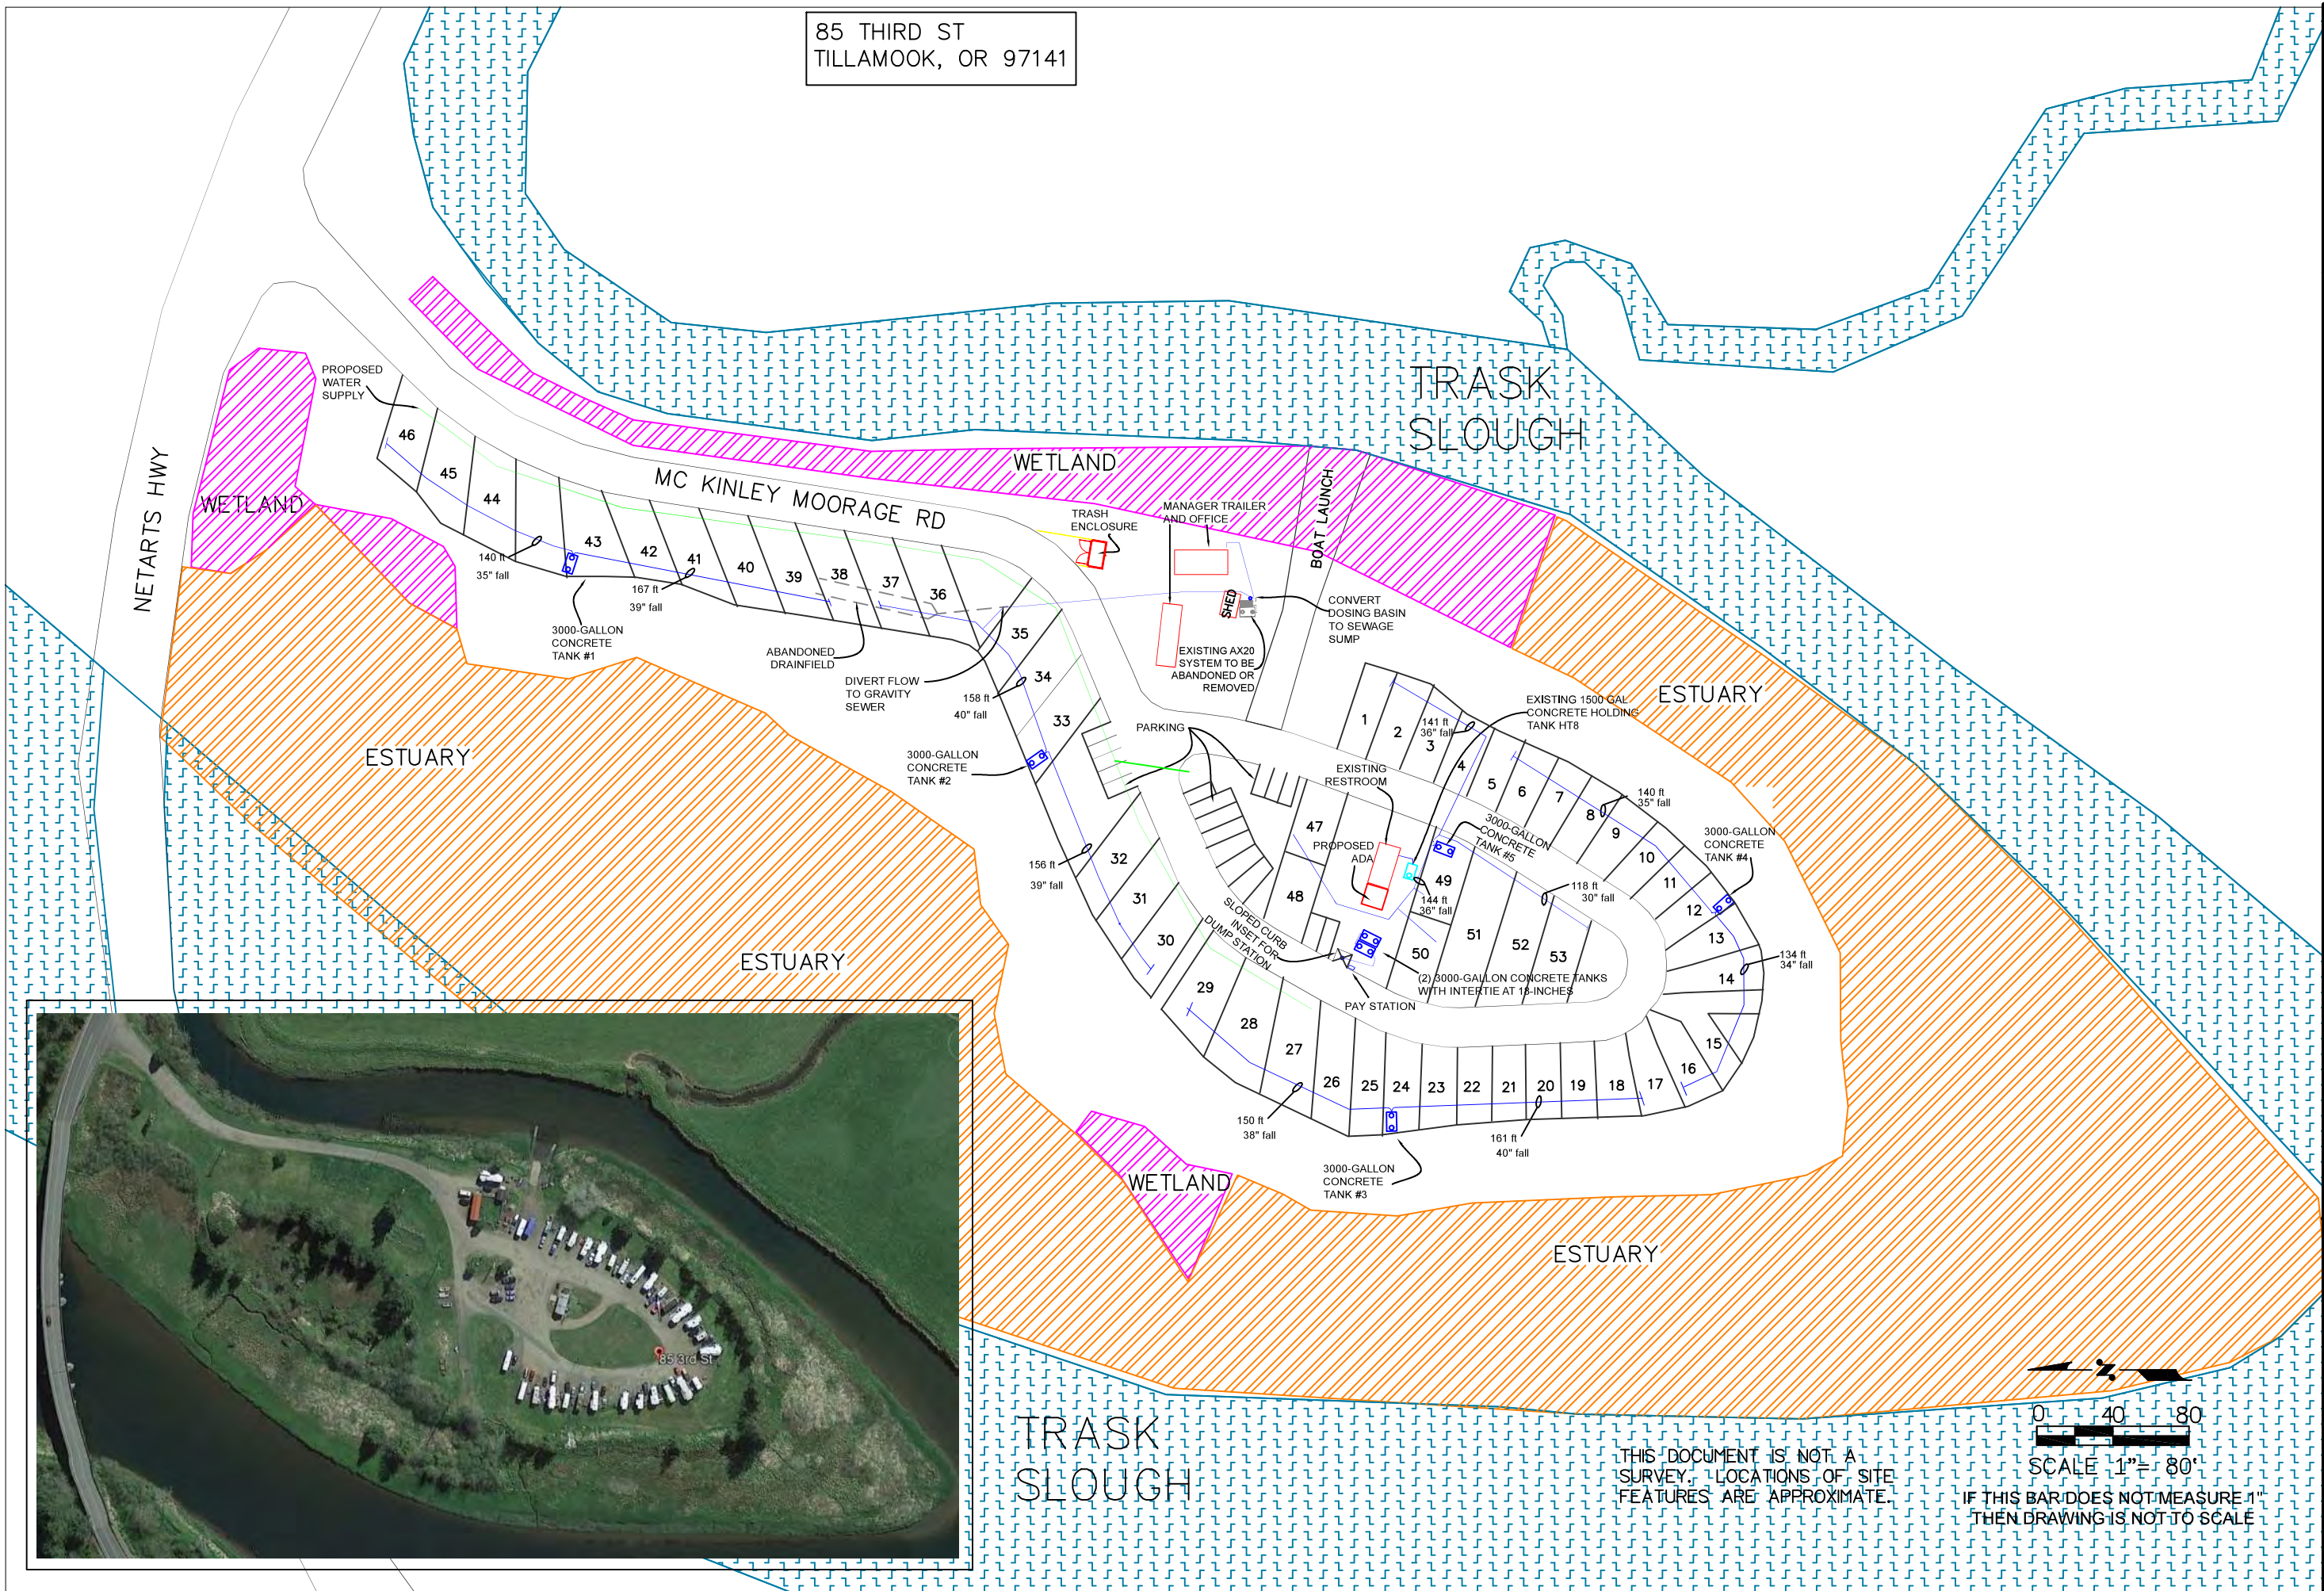 85 THIRD ST
TILLAMOOK, OR 97141
TRASK
SLOUGH
PROPOSED
WATER
SUPPLY
NETARTS HWY
WETLAND
WETLAND
MC KINLEY MOORAGE RD
BOAT LAUNCH
TRASH
ENCLOSURE
MANAGER TRAILER
AND OFFICE
SHED
CONVERT
DOSING BASIN
TO SEWAGE
SUMP
EXISTING AX20
SYSTEM TO BE
ABANDONED OR
REMOVED
46
45
44
43
42
41
40
39
38
37
36
35
34
33
32
31
30
29
28
27
26
25
24
23
22
21
20
19
18
17
16
15
14
13
12
11
10
9
8
7
6
5
4
3
2
1
47
48
49
50
51
52
53
140 ft
35" fall
167 ft
39" fall
3000-GALLON
CONCRETE
TANK #1
ABANDONED
DRAINFIELD
DIVERT FLOW
TO GRAVITY
SEWER
158 ft
40" fall
3000-GALLON
CONCRETE
TANK #2
156 ft
39" fall
PARKING
EXISTING
RESTROOM
PROPOSED
ADA
141 ft
36" fall
EXISTING 1500 GAL
CONCRETE HOLDING
TANK HT8
3000-GALLON
CONCRETE
TANK #5
140 ft
35" fall
3000-GALLON
CONCRETE
TANK #4
144 ft
36" fall
118 ft
30" fall
134 ft
34" fall
SLOPED CURB
INSET FOR
DUMP STATION
(2) 3000-GALLON CONCRETE TANKS
WITH INTERTIE AT 18-INCHES
PAY STATION
150 ft
38" fall
161 ft
40" fall
3000-GALLON
CONCRETE
TANK #3
ESTUARY
ESTUARY
ESTUARY
ESTUARY
WETLAND
85 3rd St
TRASK
SLOUGH
THIS DOCUMENT IS NOT A
SURVEY. LOCATIONS OF SITE
FEATURES ARE APPROXIMATE.
N
0 40 80
SCALE 1"= 80'
IF THIS BAR DOES NOT MEASURE 1"
THEN DRAWING IS NOT TO SCALE